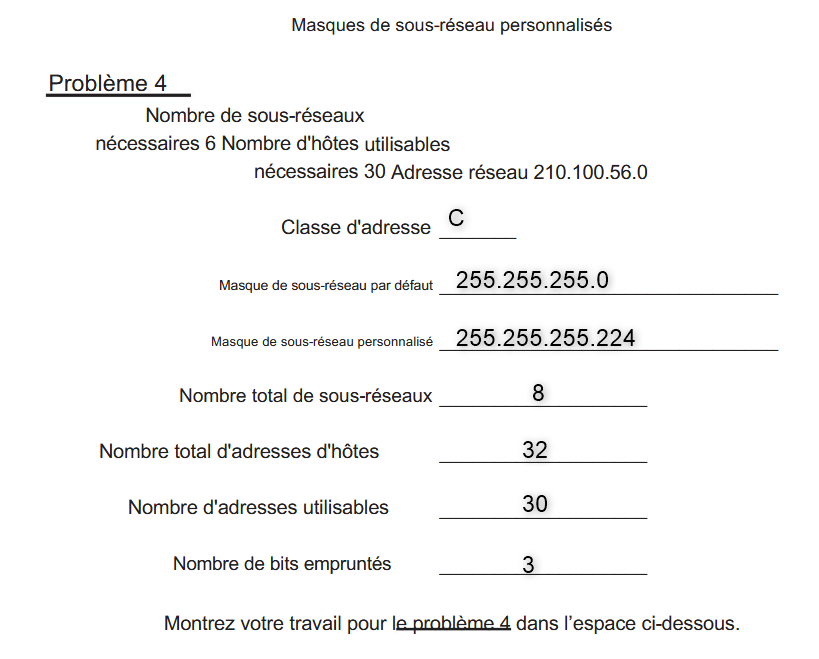 Masques de sous-réseau personnalisés
Problème 4
Nombre de sous-réseaux
nécessaires 6 Nombre d'hôtes utilisables
nécessaires 30 Adresse réseau 210.100.56.0
Classe d'adresse C
Masque de sous-réseau par défaut 255.255.255.0
Masque de sous-réseau personnalisé 255.255.255.224
Nombre total de sous-réseaux 8
Nombre total d'adresses d'hôtes 32
Nombre d'adresses utilisables 30
Nombre de bits empruntés 3
Montrez votre travail pour le problème 4 dans l’espace ci-dessous.